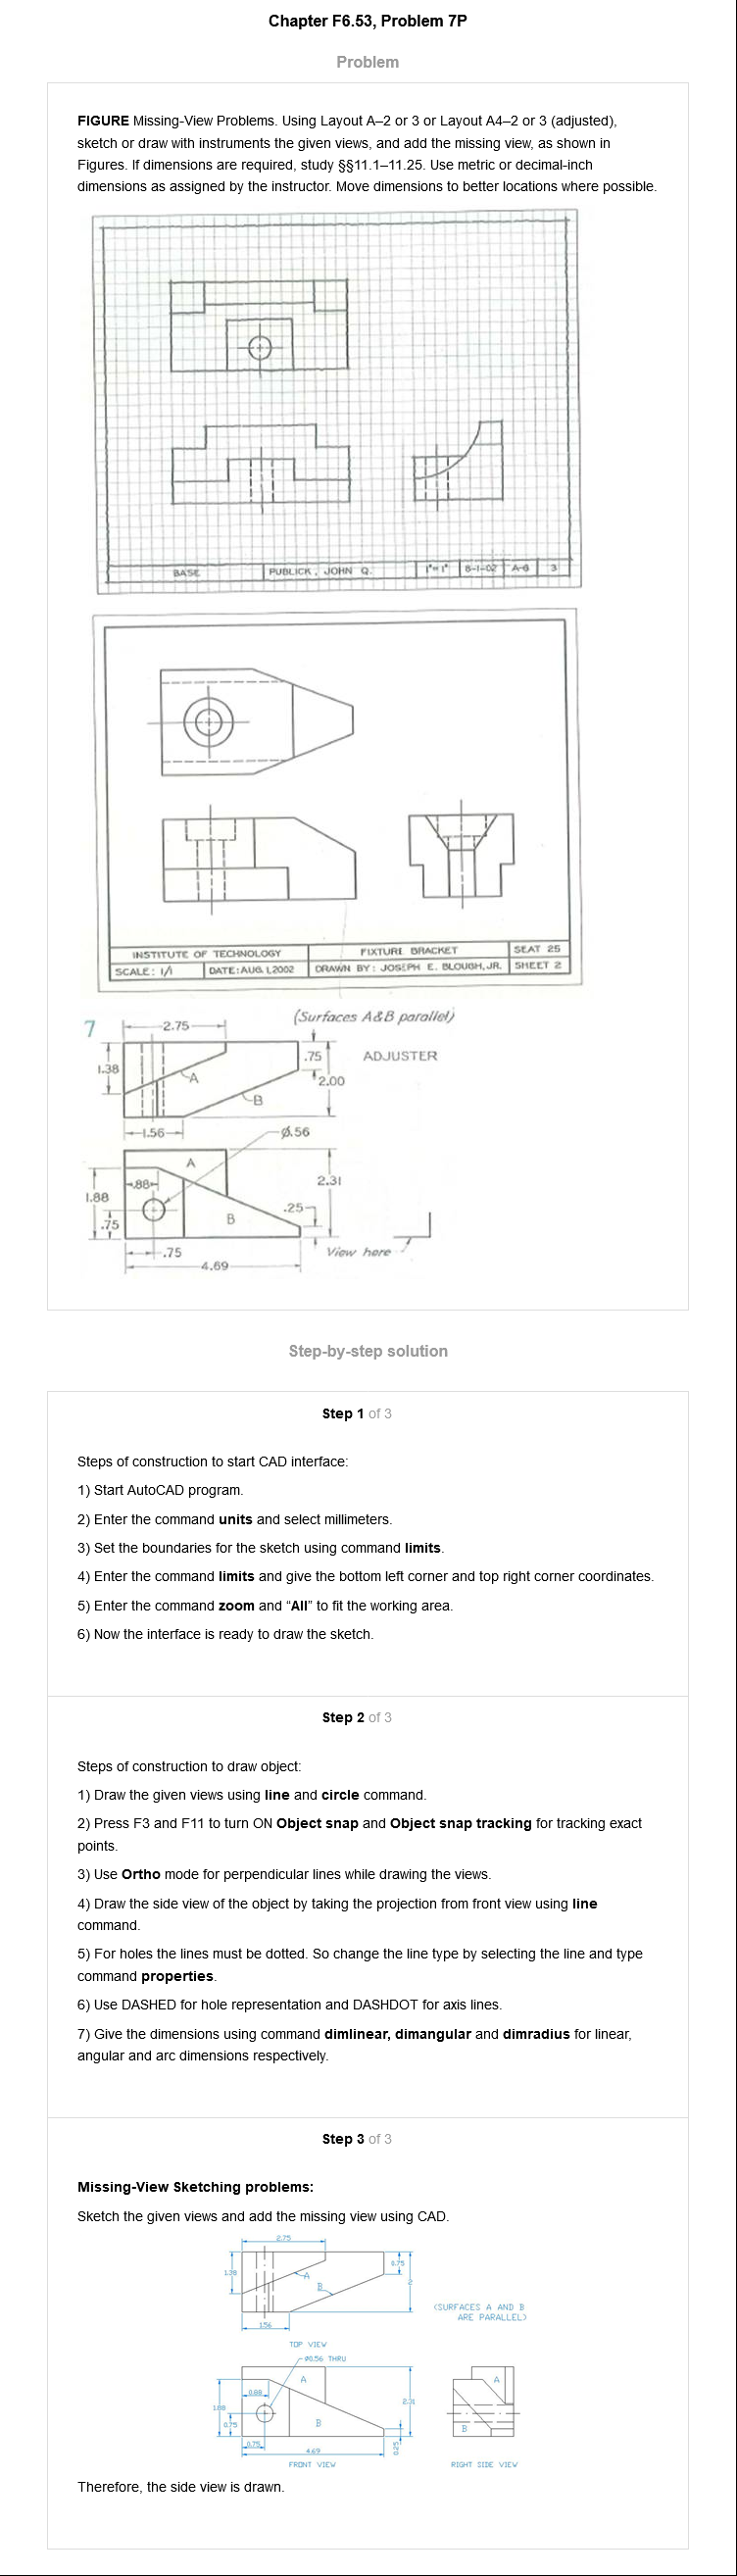 Chapter F6.53, Problem 7P
Problem
FIGURE Missing-View Problems. Using Layout A–2 or 3 or Layout A4–2 or 3 (adjusted),
sketch or draw with instruments the given views, and add the missing view, as shown in
Figures. If dimensions are required, study §§11.1–11.25. Use metric or decimal-inch
dimensions as assigned by the instructor. Move dimensions to better locations where possible.
BASE PUBLICK, JOHN Q. 1"=1" 8-1-02 A-6 3
INSTITUTE OF TECHNOLOGY FIXTURE BRACKET SEAT 25
SCALE: 1/1 DATE: AUG. 1, 2002 DRAWN BY: JOSEPH E. BLOUGH, JR. SHEET 2
(Surfaces A&B parallel)
7 2.75
.75 ADJUSTER
1.38
A 2.00
B
1.56 Ø.56
A
.88 2.31
1.88
.25
.75 B
.75 View here
4.69
Step-by-step solution
Step 1 of 3
Steps of construction to start CAD interface:
1) Start AutoCAD program.
2) Enter the command units and select millimeters.
3) Set the boundaries for the sketch using command limits.
4) Enter the command limits and give the bottom left corner and top right corner coordinates.
5) Enter the command zoom and “All” to fit the working area.
6) Now the interface is ready to draw the sketch.
Step 2 of 3
Steps of construction to draw object:
1) Draw the given views using line and circle command.
2) Press F3 and F11 to turn ON Object snap and Object snap tracking for tracking exact
points.
3) Use Ortho mode for perpendicular lines while drawing the views.
4) Draw the side view of the object by taking the projection from front view using line
command.
5) For holes the lines must be dotted. So change the line type by selecting the line and type
command properties.
6) Use DASHED for hole representation and DASHDOT for axis lines.
7) Give the dimensions using command dimlinear, dimangular and dimradius for linear,
angular and arc dimensions respectively.
Step 3 of 3
Missing-View Sketching problems:
Sketch the given views and add the missing view using CAD.
2.75
0.75
1.38 A
B 2
(SURFACES A AND B
ARE PARALLEL)
1.56
TOP VIEW
Ø0.56 THRU
A A
0.88
1.88 2.31
0.75 B B
0.75 0.25
4.69
FRONT VIEW RIGHT SIDE VIEW
Therefore, the side view is drawn.